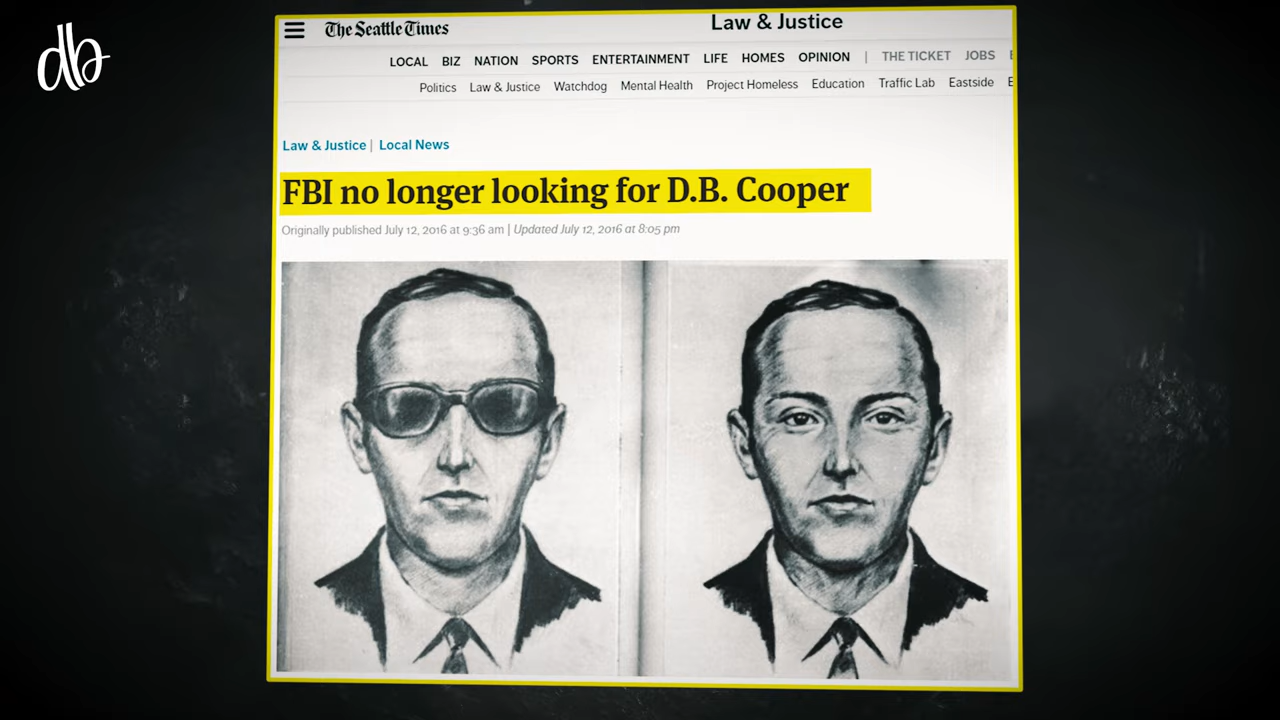 db
The Seattle Times
Law & Justice
LOCAL BIZ NATION SPORTS ENTERTAINMENT LIFE HOMES OPINION | THE TICKET JOBS
Politics Law & Justice Watchdog Mental Health Project Homeless Education Traffic Lab Eastside
Law & Justice | Local News
FBI no longer looking for D.B. Cooper
Originally published July 12, 2016 at 9:36 am | Updated July 12, 2016 at 8:05 pm